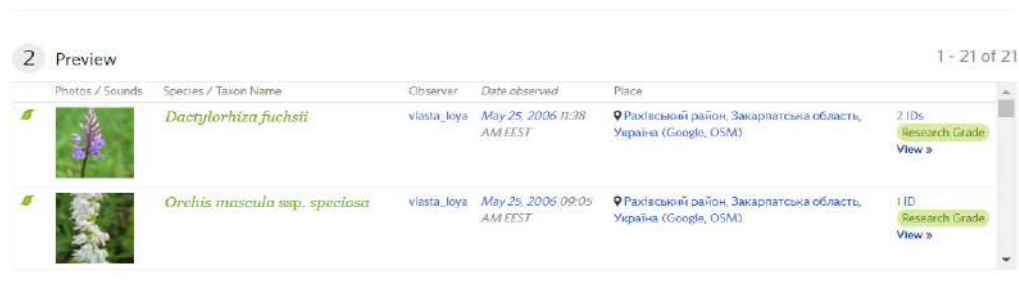 2 Preview
1 - 21 of 21
Photos / Sounds Species / Taxon Name Observer Date observed Place
Dactylorhiza fuchsii vlasta_loya May 25, 2006 11:38 Рахівський район, Закарпатська область, 2 IDs
AM EEST Україна (Google, OSM) Research Grade
View »
Orchis mascula ssp. speciosa vlasta_loya May 25, 2006 09:05 Рахівський район, Закарпатська область, 1 ID
AM EEST Україна (Google, OSM) Research Grade
View »